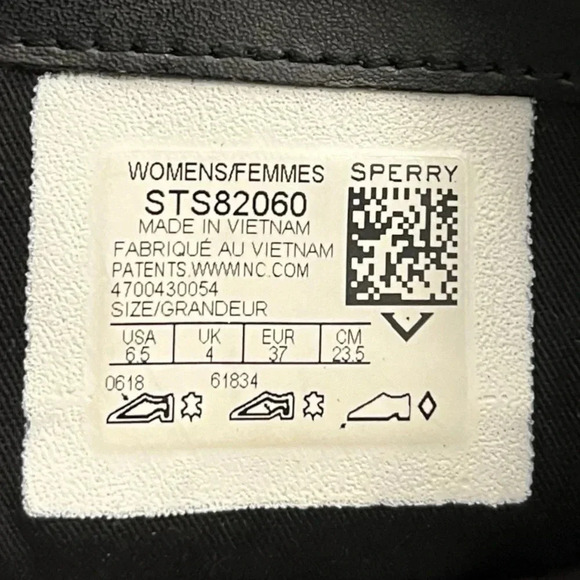 WOMENS/FEMMES
SPERRY
STS82060
MADE IN VIETNAM
FABRIQUÉ AU VIETNAM
PATENTS.WWWINC.COM
4700430054
SIZE/GRANDEUR
USA UK EUR CM
6.5 4 37 23.5
0618 61834